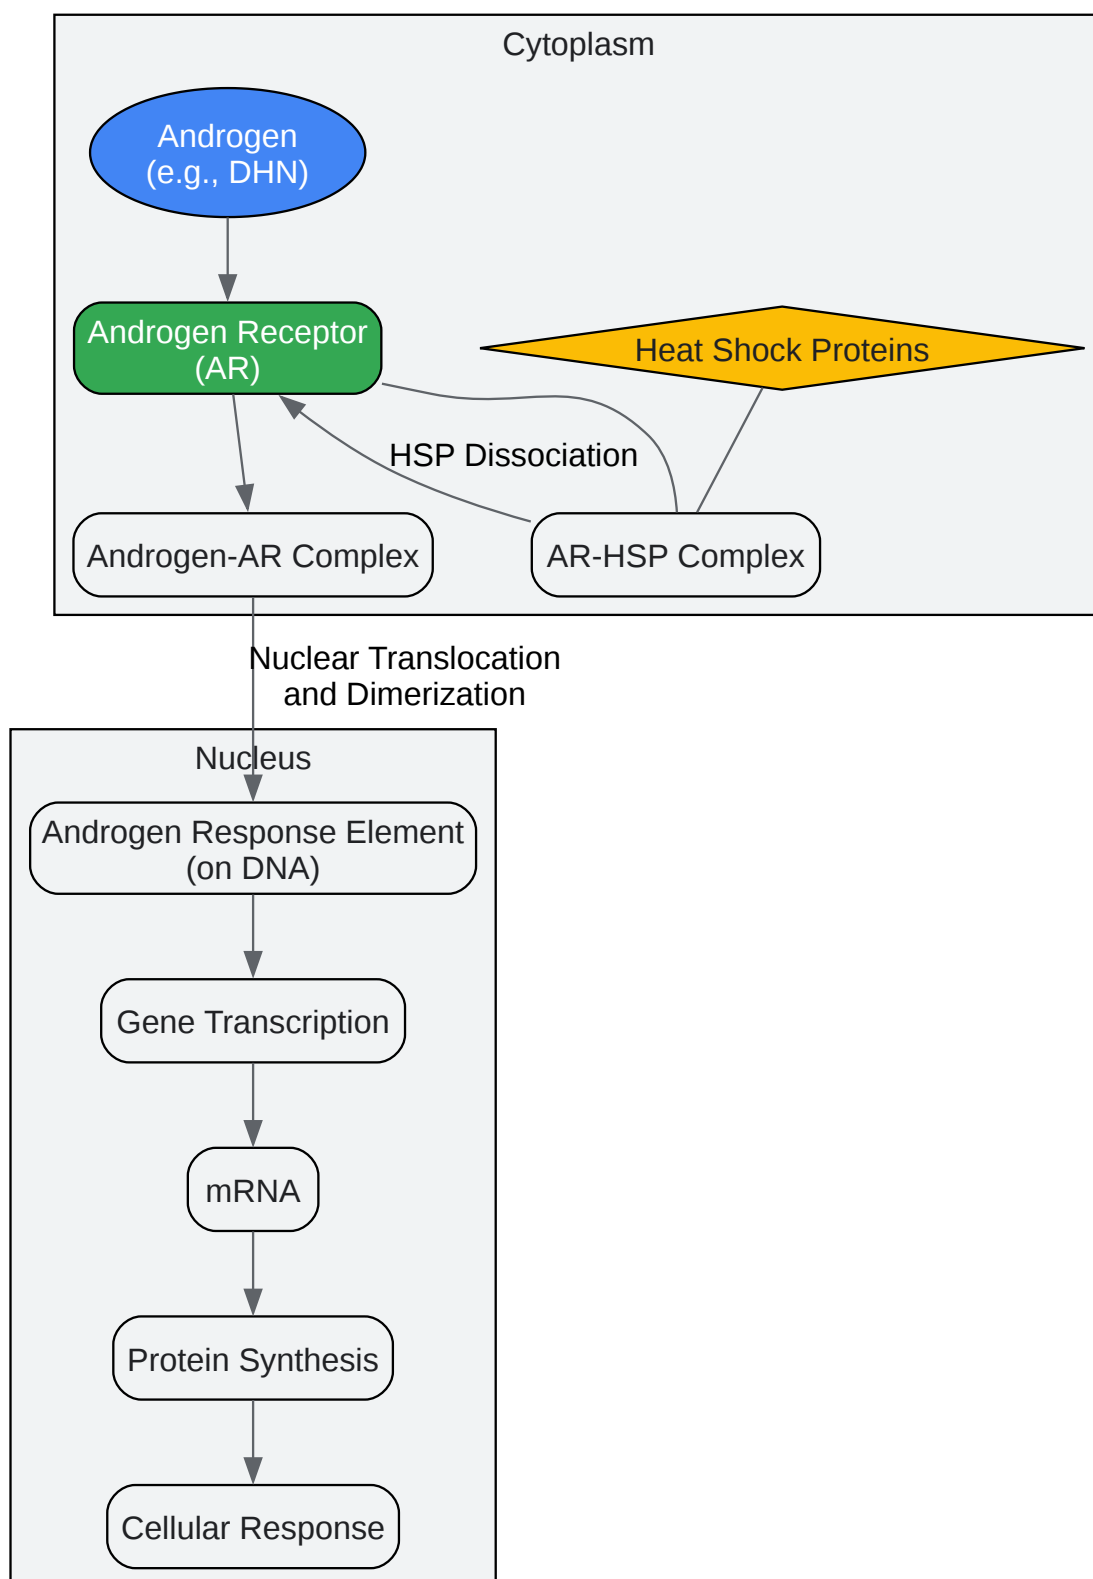 Cytoplasm
Androgen
(e.g., DHN)
Androgen Receptor
(AR)
Heat Shock Proteins
HSP Dissociation
Androgen-AR Complex
AR-HSP Complex
Nuclear Translocation
and Dimerization
Nucleus
Androgen Response Element
(on DNA)
Gene Transcription
mRNA
Protein Synthesis
Cellular Response